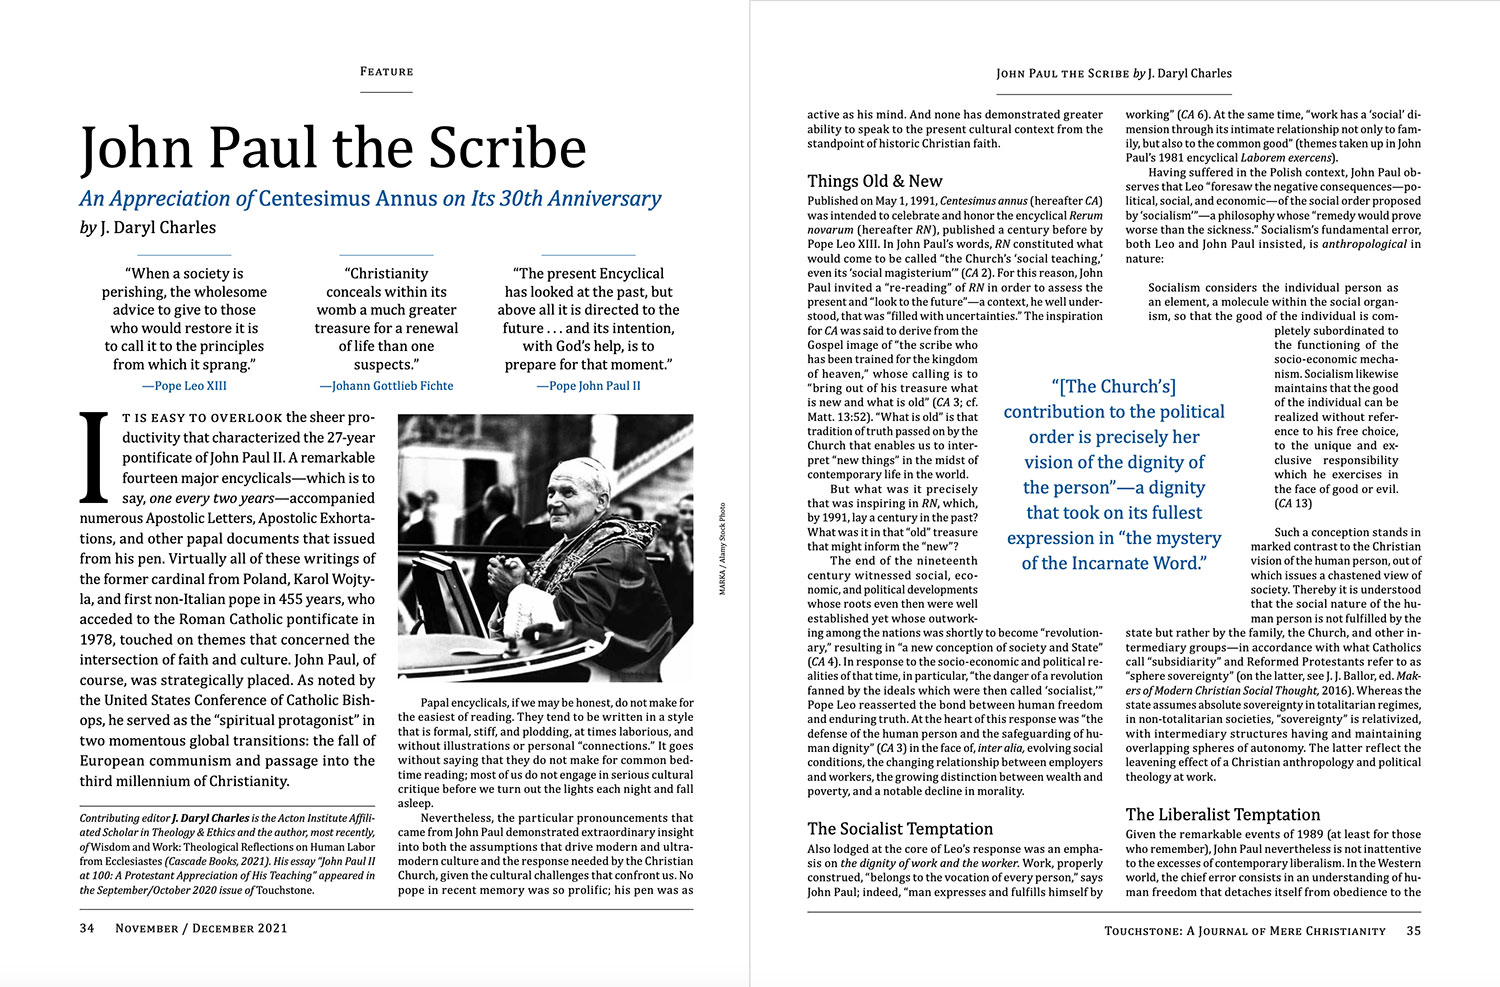 FEATURE
John Paul the Scribe
An Appreciation of Centesimus Annus on Its 30th Anniversary
by J. Daryl Charles
“When a society is
perishing, the wholesome
advice to give to those
who would restore it is
to call it to the principles
from which it sprang.”
—Pope Leo XIII
“Christianity
conceals within its
womb a much greater
treasure for a renewal
of life than one
suspects.”
—Johann Gottlieb Fichte
“The present Encyclical
has looked at the past, but
above all it is directed to the
future . . . and its intention,
with God’s help, is to
prepare for that moment.”
—Pope John Paul II
IT IS EASY TO OVERLOOK the sheer pro-
ductivity that characterized the 27-year
pontificate of John Paul II. A remarkable
fourteen major encyclicals—which is to
say, one every two years—accompanied
numerous Apostolic Letters, Apostolic Exhorta-
tions, and other papal documents that issued
from his pen. Virtually all of these writings of
the former cardinal from Poland, Karol Wojty-
la, and first non-Italian pope in 455 years, who
acceded to the Roman Catholic pontificate in
1978, touched on themes that concerned the
intersection of faith and culture. John Paul, of
course, was strategically placed. As noted by
the United States Conference of Catholic Bish-
ops, he served as the “spiritual protagonist” in
two momentous global transitions: the fall of
European communism and passage into the
third millennium of Christianity.
Contributing editor J. Daryl Charles is the Acton Institute Affili-
ated Scholar in Theology & Ethics and the author, most recently,
of Wisdom and Work: Theological Reflections on Human Labor
from Ecclesiastes (Cascade Books, 2021). His essay “John Paul II
at 100: A Protestant Appreciation of His Teaching” appeared in
the September/October 2020 issue of Touchstone.
MARKA / Alamy Stock Photo
Papal encyclicals, if we may be honest, do not make for
the easiest of reading. They tend to be written in a style
that is formal, stiff, and plodding, at times laborious, and
without illustrations or personal “connections.” It goes
without saying that they do not make for common bed-
time reading; most of us do not engage in serious cultural
critique before we turn out the lights each night and fall
asleep.
Nevertheless, the particular pronouncements that
came from John Paul demonstrated extraordinary insight
into both the assumptions that drive modern and ultra-
modern culture and the response needed by the Christian
Church, given the cultural challenges that confront us. No
pope in recent memory was so prolific; his pen was as
34 NOVEMBER / DECEMBER 2021
JOHN PAUL THE SCRIBE by J. Daryl Charles
active as his mind. And none has demonstrated greater
ability to speak to the present cultural context from the
standpoint of historic Christian faith.
Things Old & New
Published on May 1, 1991, Centesimus annus (hereafter CA)
was intended to celebrate and honor the encyclical Rerum
novarum (hereafter RN), published a century before by
Pope Leo XIII. In John Paul’s words, RN constituted what
would come to be called “the Church’s ‘social teaching,’
even its ‘social magisterium’” (CA 2). For this reason, John
Paul invited a “re-reading” of RN in order to assess the
present and “look to the future”—a context, he well under-
stood, that was “filled with uncertainties.” The inspiration
for CA was said to derive from the
Gospel image of “the scribe who
has been trained for the kingdom
of heaven,” whose calling is to
“bring out of his treasure what
is new and what is old” (CA 3; cf.
Matt. 13:52). “What is old” is that
tradition of truth passed on by the
Church that enables us to inter-
pret “new things” in the midst of
contemporary life in the world.
But what was it precisely
that was inspiring in RN, which,
by 1991, lay a century in the past?
What was it in that “old” treasure
that might inform the “new”?
The end of the nineteenth
century witnessed social, eco-
nomic, and political developments
whose roots even then were well
established yet whose outwork-
ing among the nations was shortly to become “revolution-
ary,” resulting in “a new conception of society and State”
(CA 4). In response to the socio-economic and political re-
alities of that time, in particular, “the danger of a revolution
fanned by the ideals which were then called ‘socialist,’”
Pope Leo reasserted the bond between human freedom
and enduring truth. At the heart of this response was “the
defense of the human person and the safeguarding of hu-
man dignity” (CA 3) in the face of, inter alia, evolving social
conditions, the changing relationship between employers
and workers, the growing distinction between wealth and
poverty, and a notable decline in morality.
The Socialist Temptation
Also lodged at the core of Leo’s response was an empha-
sis on the dignity of work and the worker. Work, properly
construed, “belongs to the vocation of every person,” says
John Paul; indeed, “man expresses and fulfills himself by
“[The Church’s]
contribution to the political
order is precisely her
vision of the dignity of
the person”—a dignity
that took on its fullest
expression in “the mystery
of the Incarnate Word.”
working” (CA 6). At the same time, “work has a ‘social’ di-
mension through its intimate relationship not only to fam-
ily, but also to the common good” (themes taken up in John
Paul’s 1981 encyclical Laborem exercens).
Having suffered in the Polish context, John Paul ob-
serves that Leo “foresaw the negative consequences—po-
litical, social, and economic—of the social order proposed
by ‘socialism’”—a philosophy whose “remedy would prove
worse than the sickness.” Socialism’s fundamental error,
both Leo and John Paul insisted, is anthropological in
nature:
Socialism considers the individual person as
an element, a molecule within the social organ-
ism, so that the good of the individual is com-
pletely subordinated to
the functioning of the
socio-economic mecha-
nism. Socialism likewise
maintains that the good
of the individual can be
realized without refer-
ence to his free choice,
to the unique and ex-
clusive responsibility
which he exercises in
the face of good or evil.
(CA 13)
Such a conception stands in
marked contrast to the Christian
vision of the human person, out of
which issues a chastened view of
society. Thereby it is understood
that the social nature of the hu-
man person is not fulfilled by the
state but rather by the family, the Church, and other in-
termediary groups—in accordance with what Catholics
call “subsidiarity” and Reformed Protestants refer to as
“sphere sovereignty” (on the latter, see J. J. Ballor, ed. Mak-
ers of Modern Christian Social Thought, 2016). Whereas the
state assumes absolute sovereignty in totalitarian regimes,
in non-totalitarian societies, “sovereignty” is relativized,
with intermediary structures having and maintaining
overlapping spheres of autonomy. The latter reflect the
leavening effect of a Christian anthropology and political
theology at work.
The Liberalist Temptation
Given the remarkable events of 1989 (at least for those
who remember), John Paul nevertheless is not inattentive
to the excesses of contemporary liberalism. In the Western
world, the chief error consists in an understanding of hu-
man freedom that detaches itself from obedience to the
TOUCHSTONE: A JOURNAL OF MERE CHRISTIANITY 35